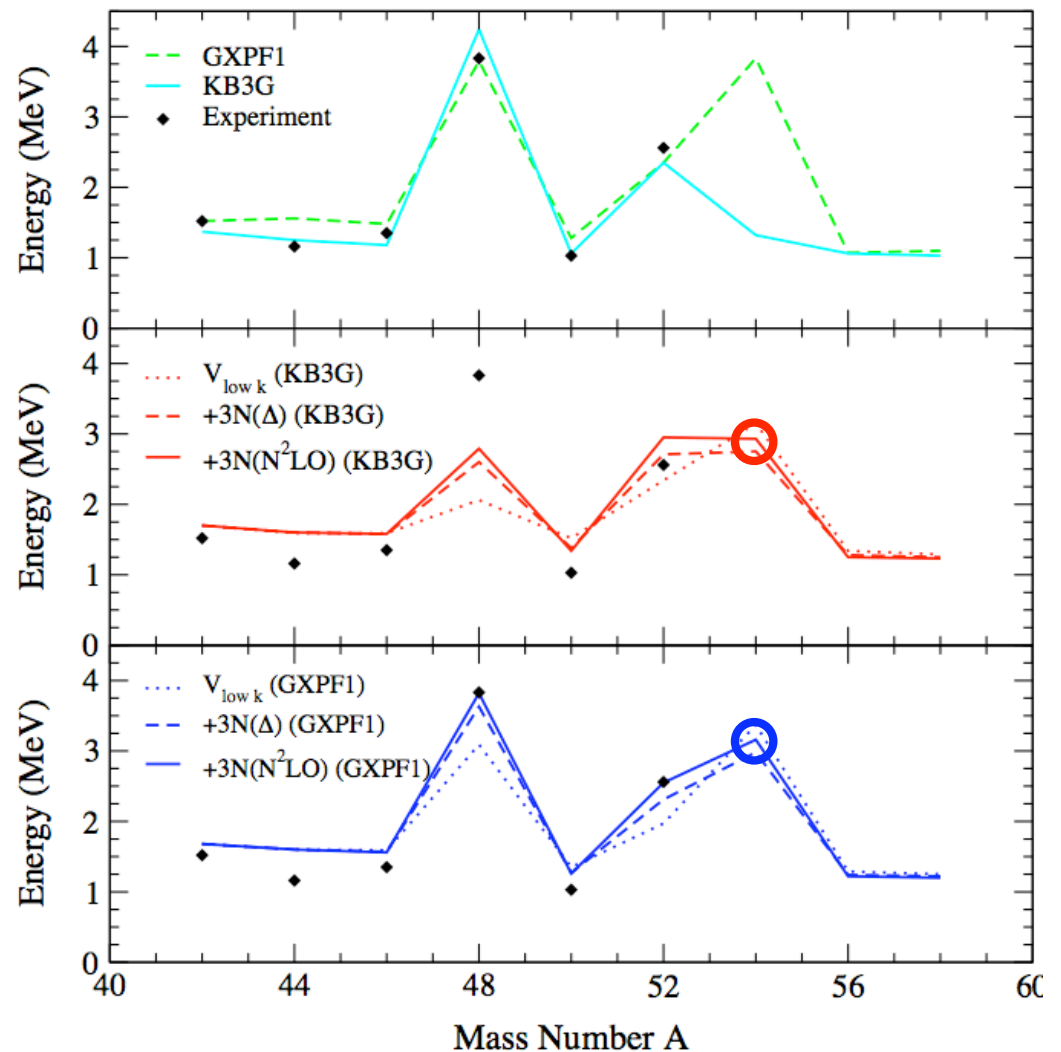 4
3
2
1
0
Energy (MeV)
GXPF1
KB3G
Experiment
4
3
2
1
0
Energy (MeV)
V low k (KB3G)
+3N(Δ) (KB3G)
+3N(N²LO) (KB3G)
4
3
2
1
0
Energy (MeV)
V low k (GXPF1)
+3N(Δ) (GXPF1)
+3N(N²LO) (GXPF1)
40 44 48 52 56 60
Mass Number A